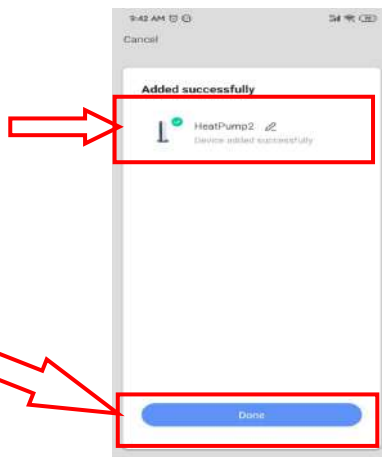 9:42 AM
Cancel
Added successfully
HeatPump2
Device added successfully
Done